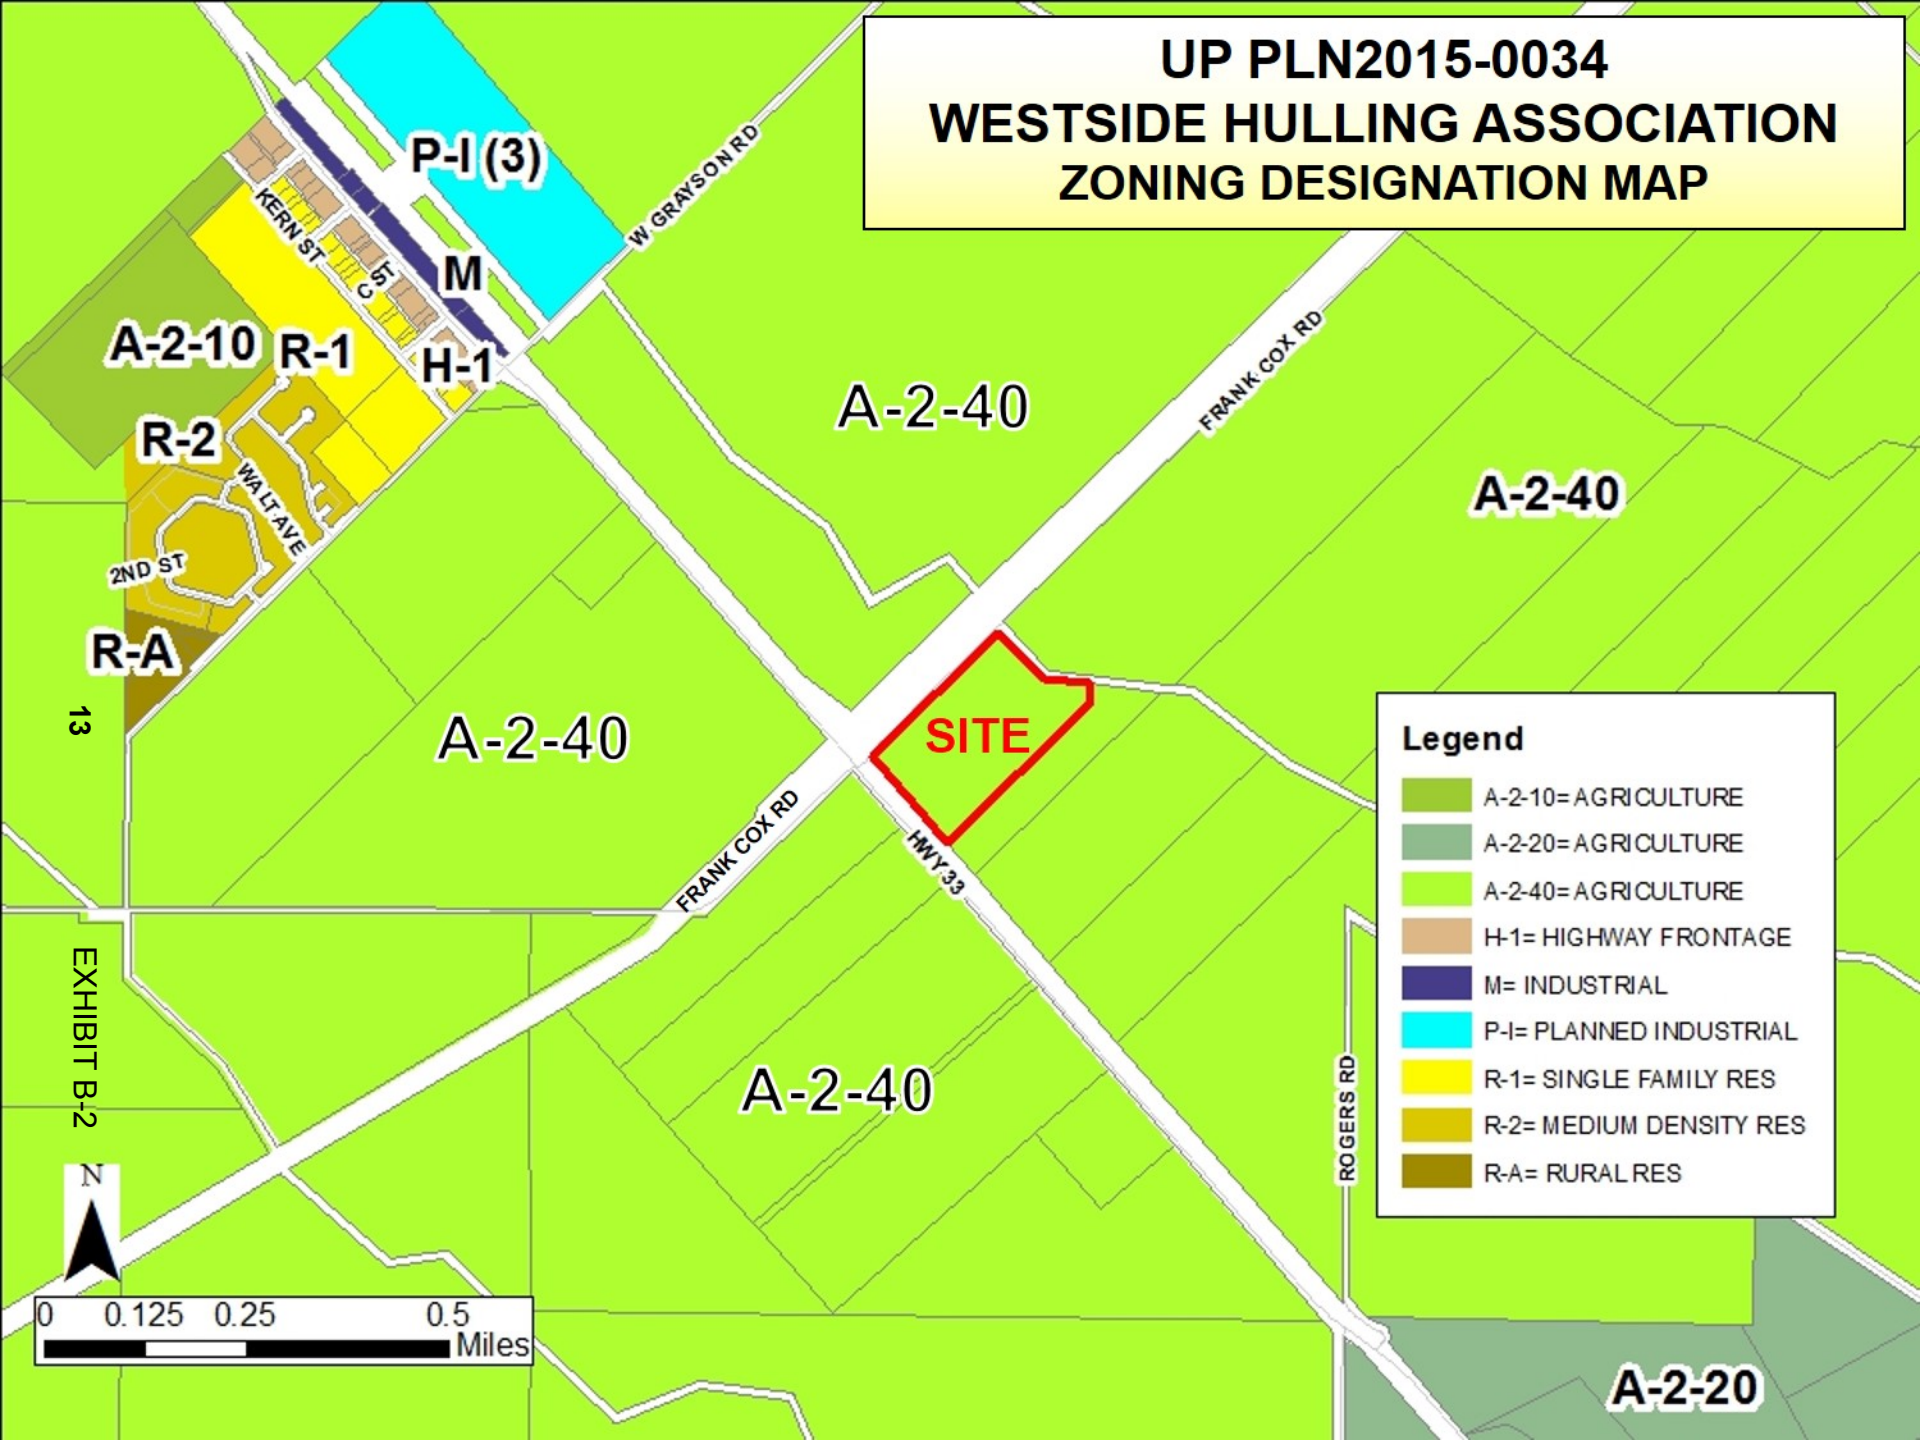 UP PLN2015-0034
WESTSIDE HULLING ASSOCIATION
ZONING DESIGNATION MAP
P-I (3)
W GRAYSON RD
KERN ST
C ST
M
A-2-10
R-1
H-1
FRANK COX RD
A-2-40
R-2
A-2-40
WALT AVE
2ND ST
R-A
13
A-2-40
SITE
FRANK COX RD
HWY 33
Legend
A-2-10= AGRICULTURE
A-2-20= AGRICULTURE
A-2-40= AGRICULTURE
H-1= HIGHWAY FRONTAGE
M= INDUSTRIAL
P-I= PLANNED INDUSTRIAL
R-1= SINGLE FAMILY RES
R-2= MEDIUM DENSITY RES
R-A= RURAL RES
EXHIBIT B-2
A-2-40
ROGERS RD
N
0 0.125 0.25 0.5
Miles
A-2-20